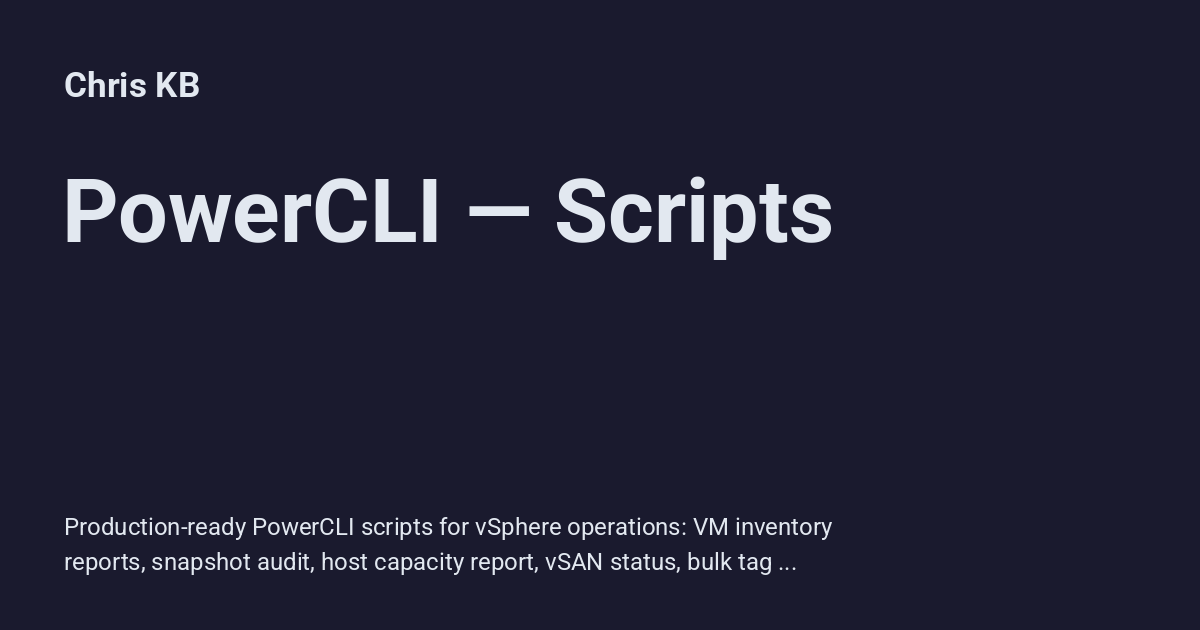 Chris KB
PowerCLI — Scripts
Production-ready PowerCLI scripts for vSphere operations: VM inventory
reports, snapshot audit, host capacity report, vSAN status, bulk tag ...